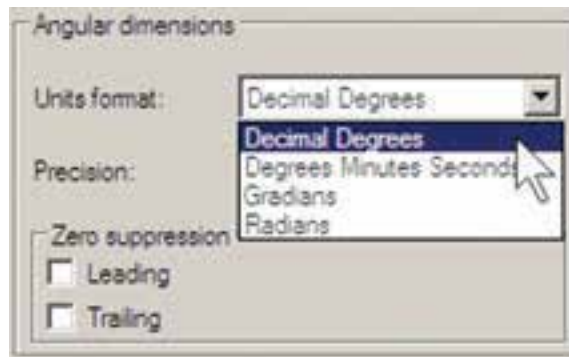 Angular dimensions
Units format: Decimal Degrees
Decimal Degrees
Precision: Degrees Minutes Seconds
Gradians
Radians
Zero suppression
Leading
Trailing